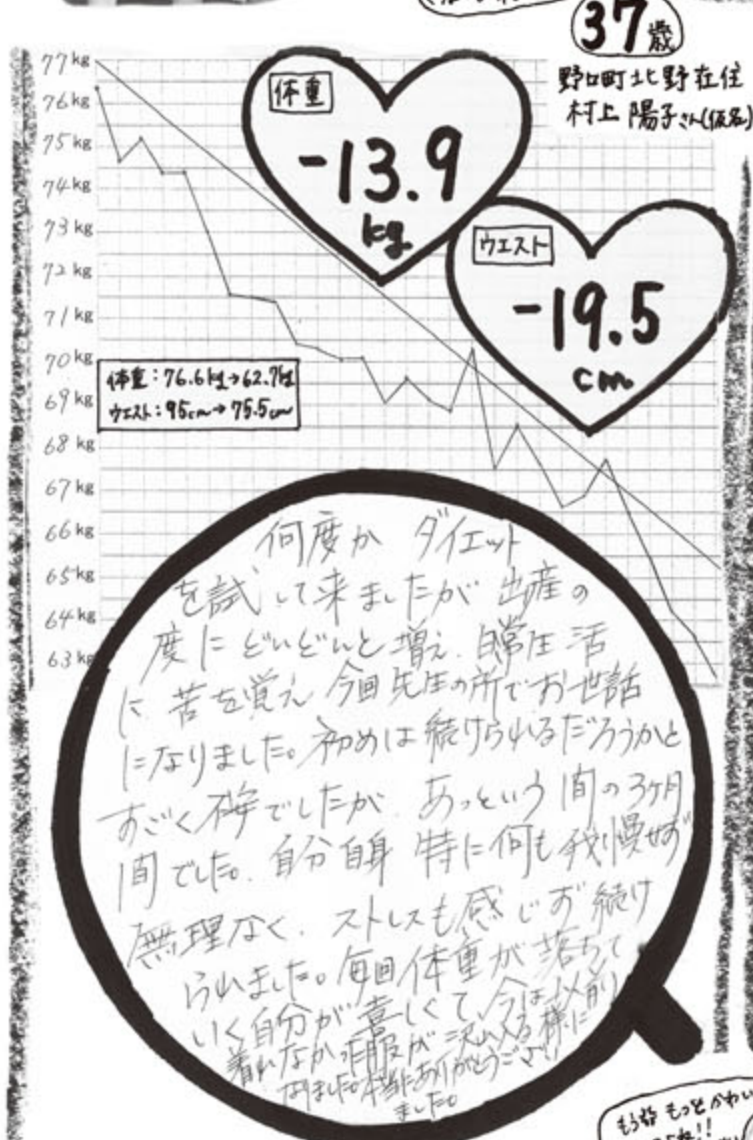 37歳
野口町北野在住
村上 陽子さん(仮名)
77kg
76kg
75kg
74kg
73kg
72kg
71kg
70kg
69kg
68kg
67kg
66kg
65kg
64kg
63kg
体重
-13.9
kg
ウエスト
-19.5
cm
体重:76.6kg→62.7kg
ウエスト:95cm→75.5cm
何度か ダイエット
を試して来ましたが 出産の
度に どんどんと増え、日常生活
に 苦を覚え 今回先生の所でお世話
になりました。初めは続けられるだろうかと
すごく不安でしたが、あっという間の3ヶ月
間でした。自分自身 特に何も我慢せず
無理なく、ストレスも感じず続け
られました。毎回体重が落ちて
いく自分が喜しくて、今は以前
着れなかった服が 沢山入る様に
なりました。本当にありがとうござい
ました。
もっと かわい